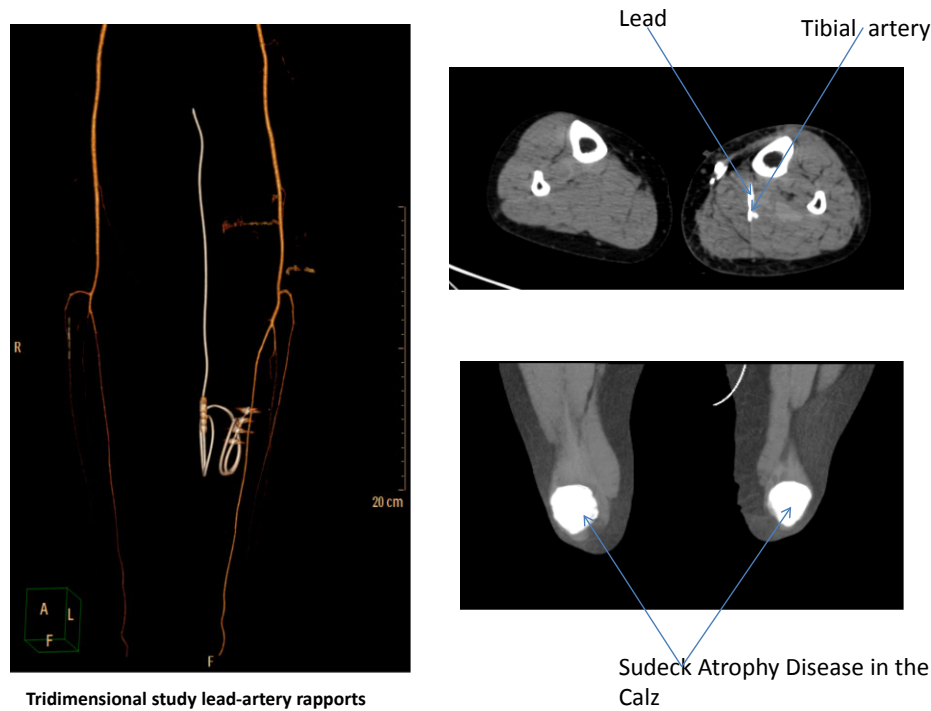 Lead
Tibial artery
R
20 cm
A
L
F
F
Tridimensional study lead-artery rapports
Sudeck Atrophy Disease in the
Calz